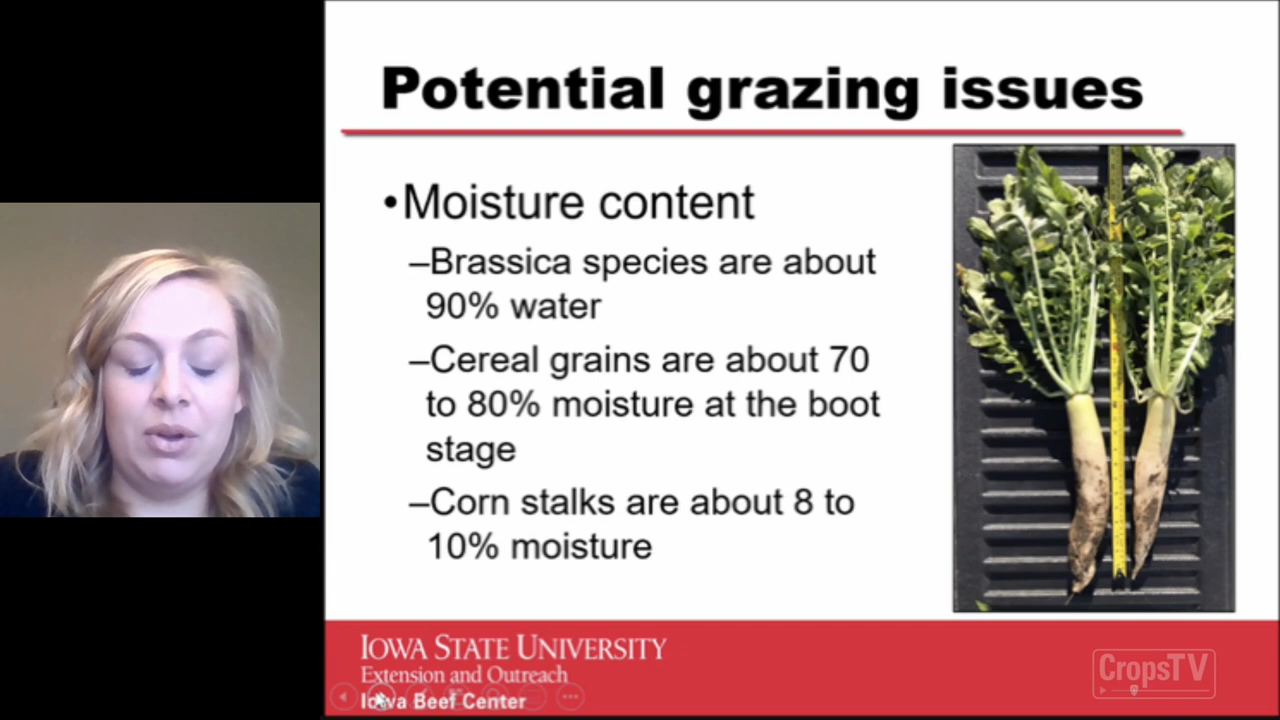 Potential grazing issues
•Moisture content
–Brassica species are about
90% water
–Cereal grains are about 70
to 80% moisture at the boot
stage
–Corn stalks are about 8 to
10% moisture
IOWA STATE UNIVERSITY
Extension and Outreach
Iowa Beef Center
CropsTV